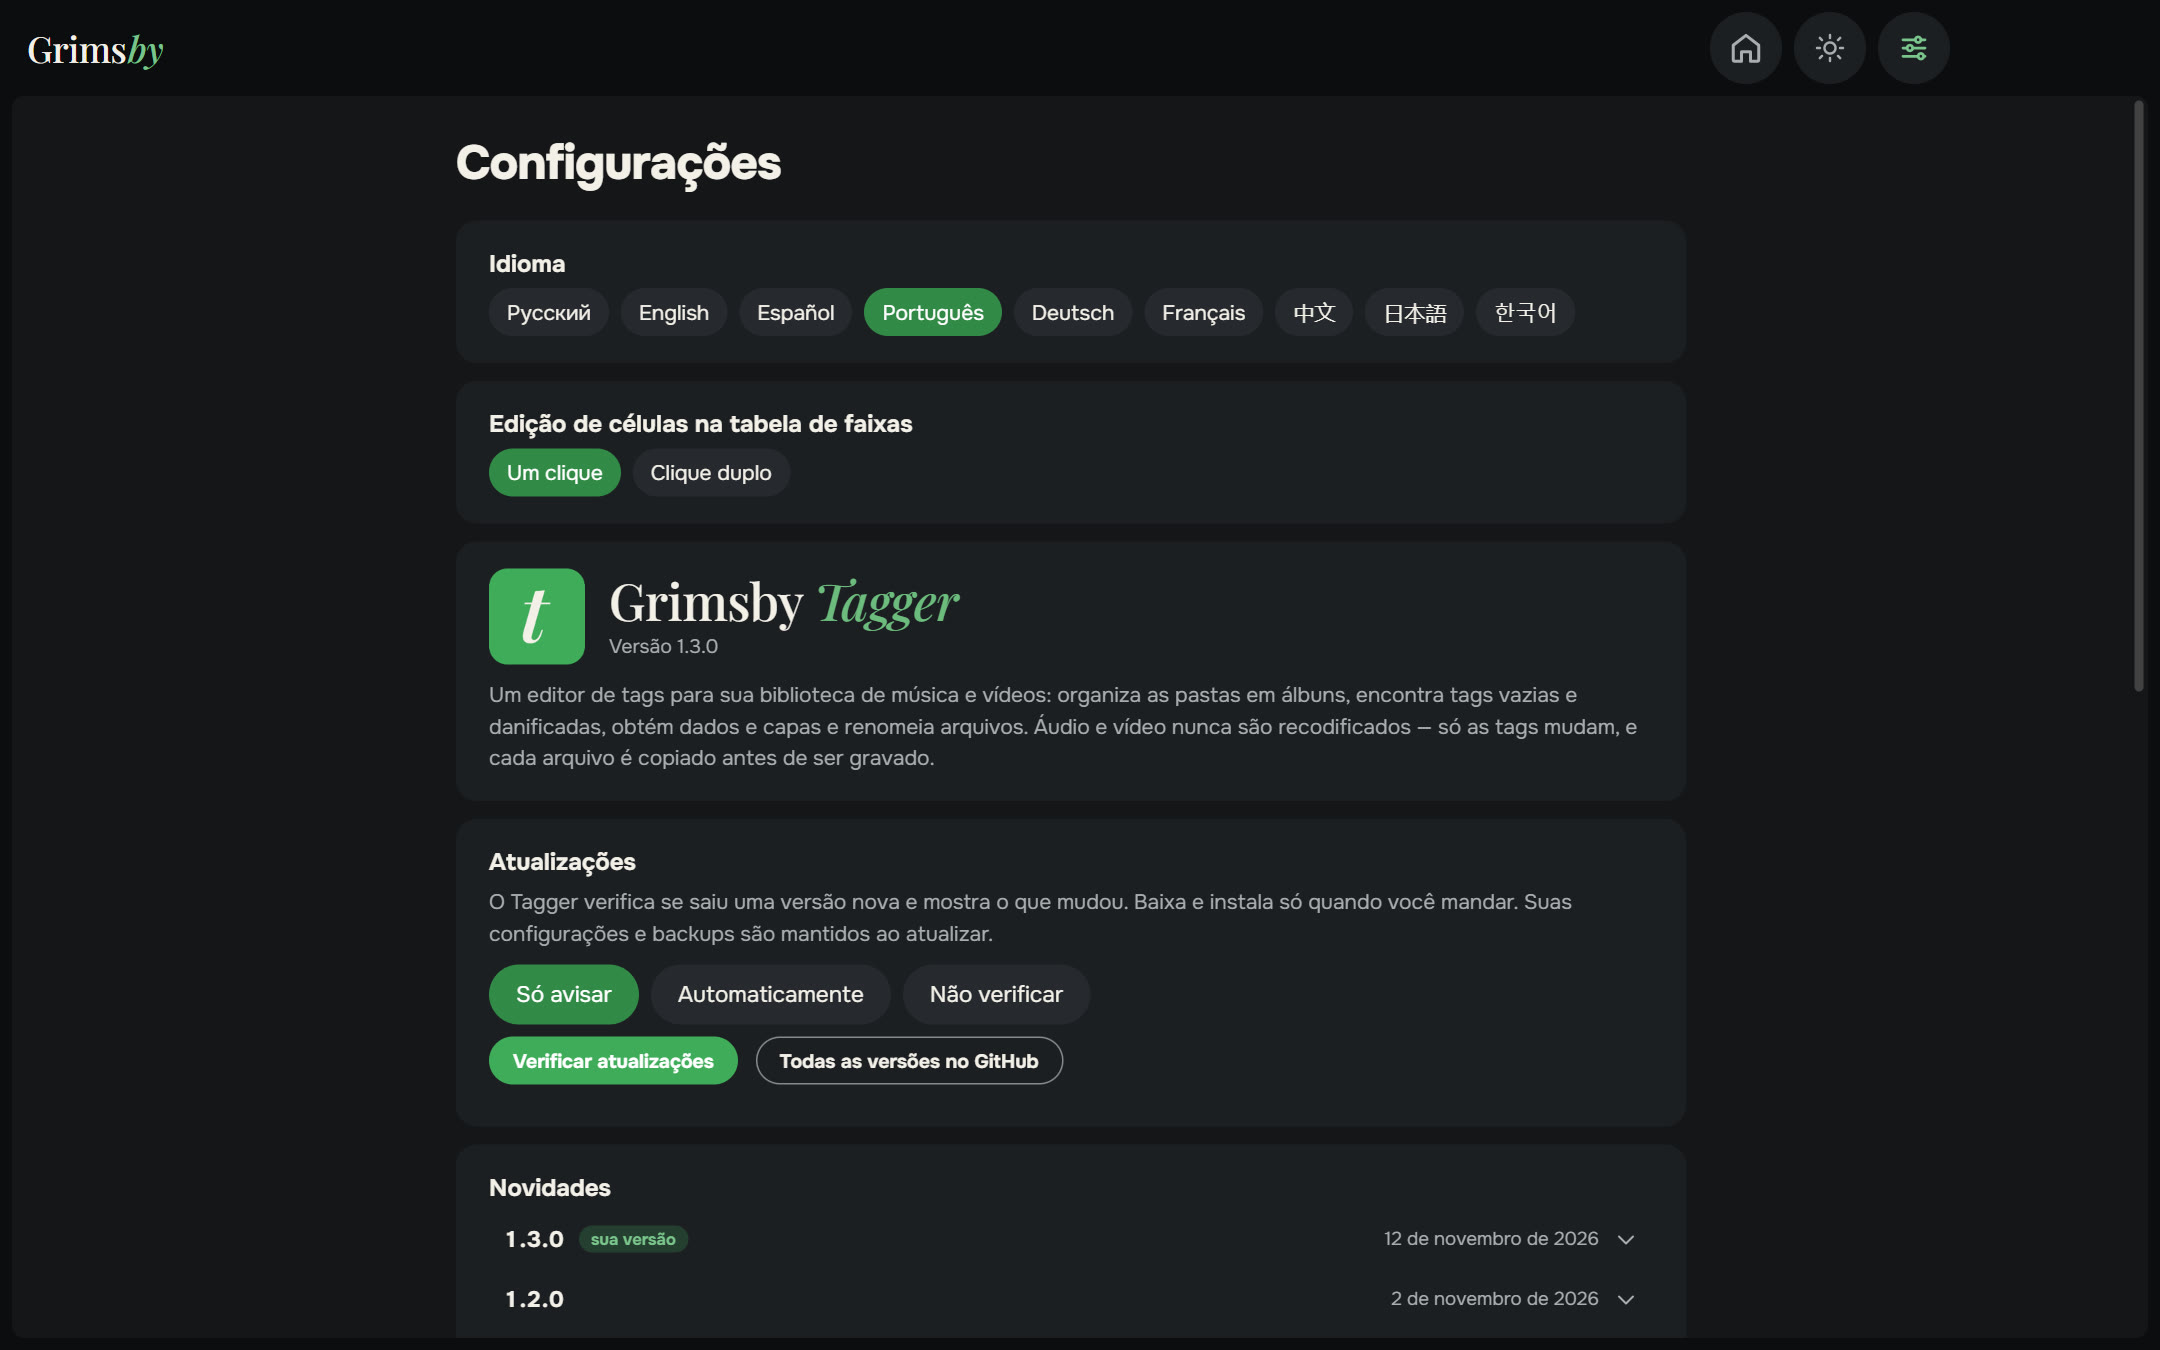 Grimsby
Configurações
Idioma
Русский English Español Português Deutsch Français 中文 日本語 한국어
Edição de células na tabela de faixas
Um clique Clique duplo
t
Grimsby Tagger
Versão 1.3.0
Um editor de tags para sua biblioteca de música e vídeos: organiza as pastas em álbuns, encontra tags vazias e
danificadas, obtém dados e capas e renomeia arquivos. Áudio e vídeo nunca são recodificados — só as tags mudam, e
cada arquivo é copiado antes de ser gravado.
Atualizações
O Tagger verifica se saiu uma versão nova e mostra o que mudou. Baixa e instala só quando você mandar. Suas
configurações e backups são mantidos ao atualizar.
Só avisar Automaticamente Não verificar
Verificar atualizações Todas as versões no GitHub
Novidades
1.3.0 sua versão 12 de novembro de 2026
1.2.0 2 de novembro de 2026